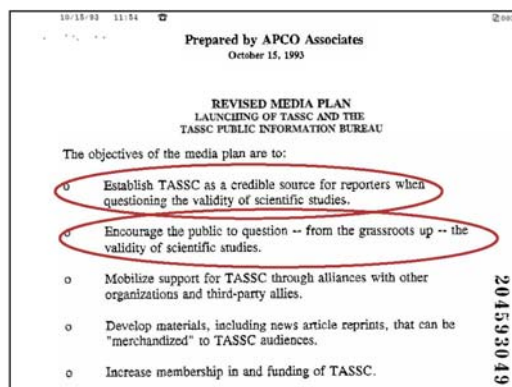 10/15/93 11:54
Prepared by APCO Associates
October 15, 1993
REVISED MEDIA PLAN
LAUNCHING OF TASSC AND THE
TASSC PUBLIC INFORMATION BUREAU
The objectives of the media plan are to:
o Establish TASSC as a credible source for reporters when
questioning the validity of scientific studies.
o Encourage the public to question -- from the grassroots up -- the
validity of scientific studies.
o Mobilize support for TASSC through alliances with other
organizations and third-party allies.
o Develop materials, including news article reprints, that can be
"merchandized" to TASSC audiences.
o Increase membership in and funding of TASSC.
204593049